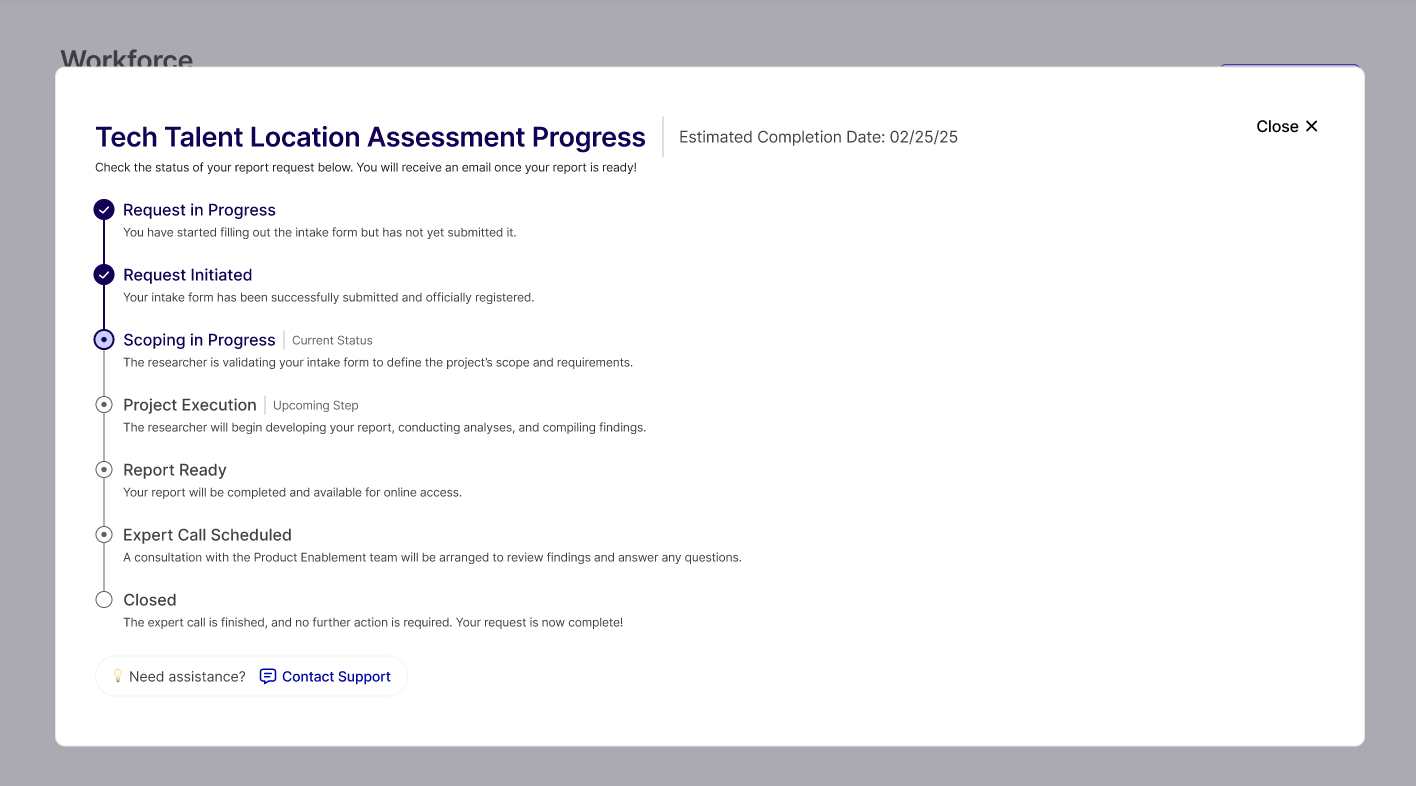 Workforce
Tech Talent Location Assessment Progress
Estimated Completion Date: 02/25/25
Close
Check the status of your report request below. You will receive an email once your report is ready!
Request in Progress
You have started filling out the intake form but has not yet submitted it.
Request Initiated
Your intake form has been successfully submitted and officially registered.
Scoping in Progress
Current Status
The researcher is validating your intake form to define the project’s scope and requirements.
Project Execution
Upcoming Step
The researcher will begin developing your report, conducting analyses, and compiling findings.
Report Ready
Your report will be completed and available for online access.
Expert Call Scheduled
A consultation with the Product Enablement team will be arranged to review findings and answer any questions.
Closed
The expert call is finished, and no further action is required. Your request is now complete!
Need assistance?
Contact Support